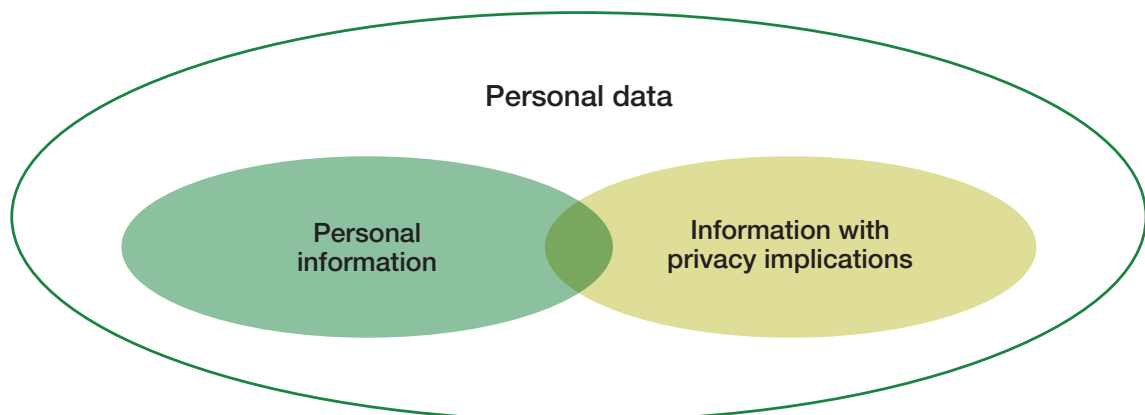 Personal data
Personal
information
Information with
privacy implications